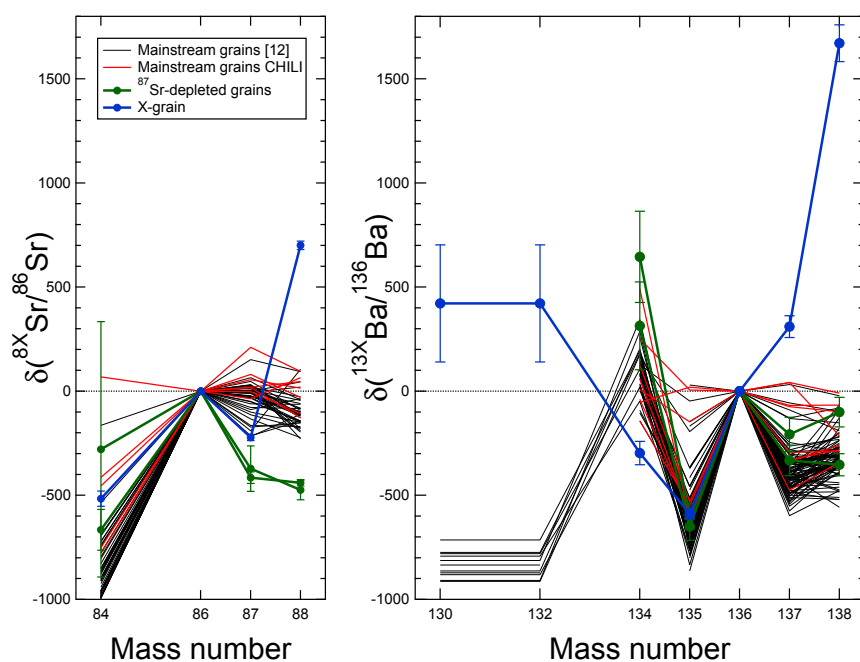 Mainstream grains [12]
Mainstream grains CHILI
⁸⁷Sr-depleted grains
X-grain
δ(⁸ˣSr/⁸⁶Sr)
1500
1000
500
0
-500
-1000
84 86 87 88
Mass number
δ(¹³ˣBa/¹³⁶Ba)
1500
1000
500
0
-500
-1000
130 132 134 135 136 137 138
Mass number